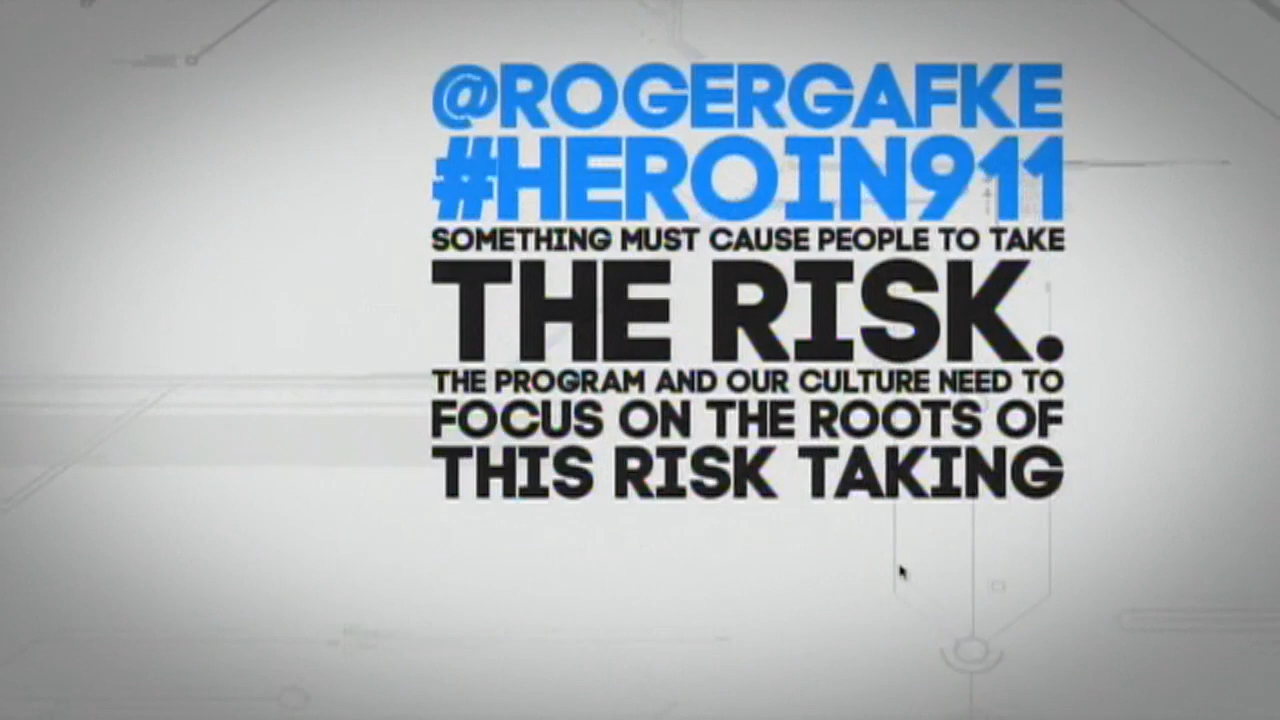 @ROGERGAFKE
#HEROIN911
SOMETHING MUST CAUSE PEOPLE TO TAKE
THE RISK.
THE PROGRAM AND OUR CULTURE NEED TO
FOCUS ON THE ROOTS OF
THIS RISK TAKING